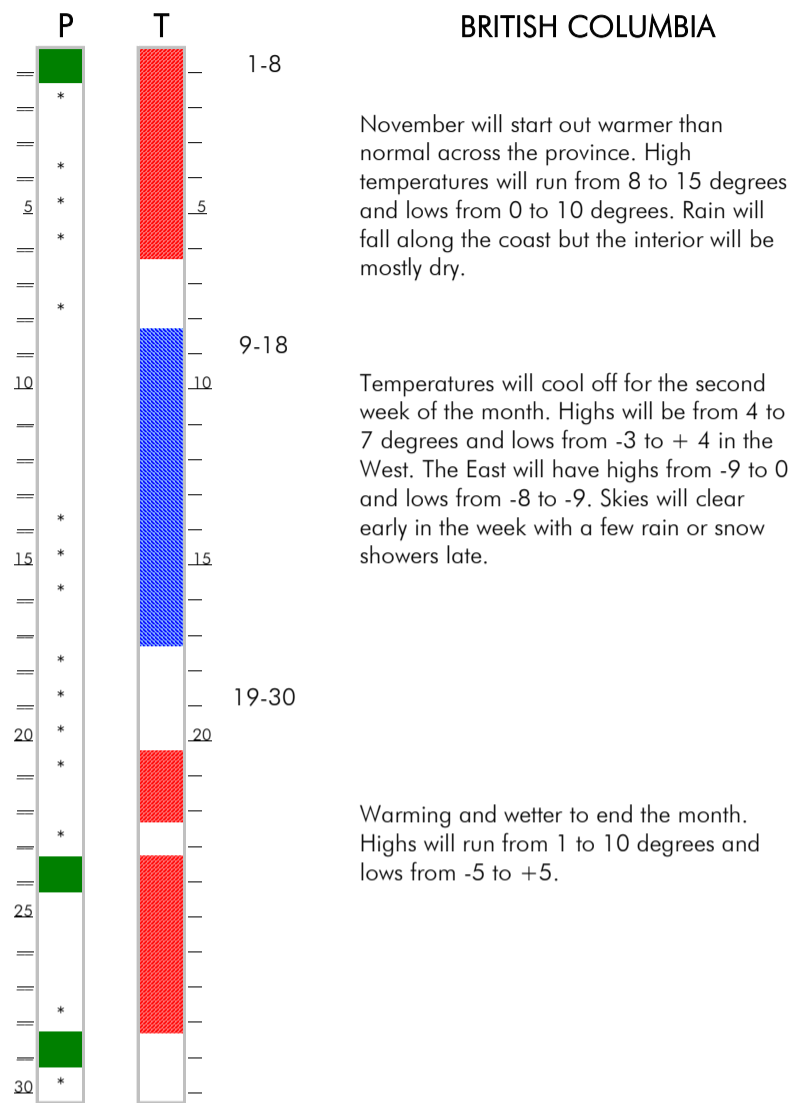 P T BRITISH COLUMBIA
1-8
*
November will start out warmer than
normal across the province. High
*
temperatures will run from 8 to 15 degrees
*
5 5
and lows from 0 to 10 degrees. Rain will
*
fall along the coast but the interior will be
mostly dry.
*
9-18
10 10
Temperatures will cool off for the second
week of the month. Highs will be from 4 to
7 degrees and lows from -3 to + 4 in the
West. The East will have highs from -9 to 0
and lows from -8 to -9. Skies will clear
*
early in the week with a few rain or snow
*
showers late.
15 15
*
*
*
19-30
*
20 20
*
Warming and wetter to end the month.
*
Highs will run from 1 to 10 degrees and
lows from -5 to +5.
25
*
*
30